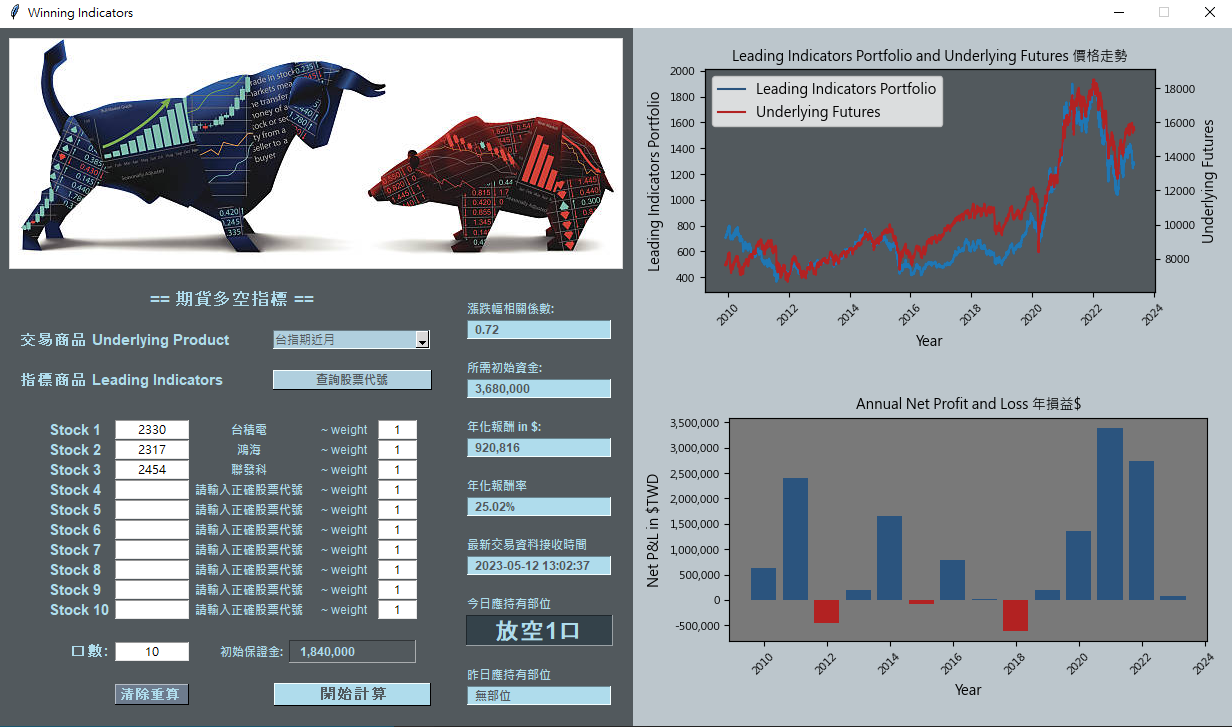 Winning Indicators
== 期貨多空指標 ==
交易商品 Underlying Product
台指期近月
指標商品 Leading Indicators
查詢股票代號
Stock 1 2330 台積電 ~ weight 1
Stock 2 2317 鴻海 ~ weight 1
Stock 3 2454 聯發科 ~ weight 1
Stock 4 請輸入正確股票代號 ~ weight 1
Stock 5 請輸入正確股票代號 ~ weight 1
Stock 6 請輸入正確股票代號 ~ weight 1
Stock 7 請輸入正確股票代號 ~ weight 1
Stock 8 請輸入正確股票代號 ~ weight 1
Stock 9 請輸入正確股票代號 ~ weight 1
Stock 10 請輸入正確股票代號 ~ weight 1
口數: 10 初始保證金: 1,840,000
清除重算 開始計算
漲跌幅相關係數:
0.72
所需初始資金:
3,680,000
年化報酬 in $:
920,816
年化報酬率
25.02%
最新交易資料接收時間
2023-05-12 13:02:37
今日應持有部位
放空1口
昨日應持有部位
無部位
Leading Indicators Portfolio and Underlying Futures 價格走勢
Leading Indicators Portfolio
Underlying Futures
Leading Indicators Portfolio
2000
1800
1600
1400
1200
1000
800
600
400
18000
16000
14000
12000
10000
8000
Underlying Futures
2010 2012 2014 2016 2018 2020 2022 2024
Year
Annual Net Profit and Loss 年損益$
Net P&L in $TWD
3,500,000
3,000,000
2,500,000
2,000,000
1,500,000
1,000,000
500,000
0
-500,000
2010 2012 2014 2016 2018 2020 2022 2024
Year